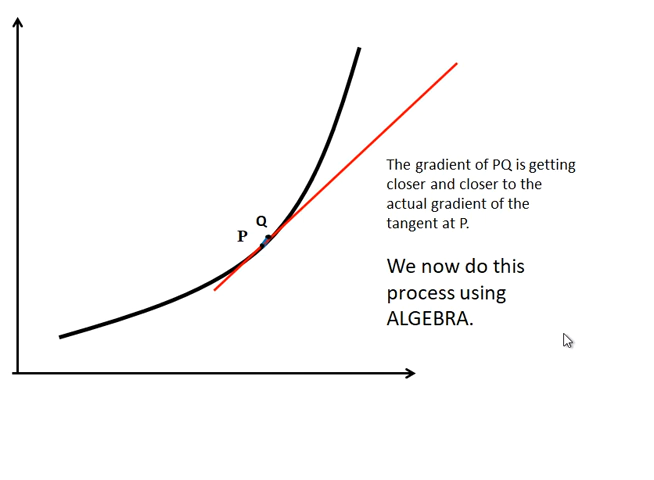 The gradient of PQ is getting
closer and closer to the
actual gradient of the
tangent at P.
Q
P
We now do this
process using
ALGEBRA.